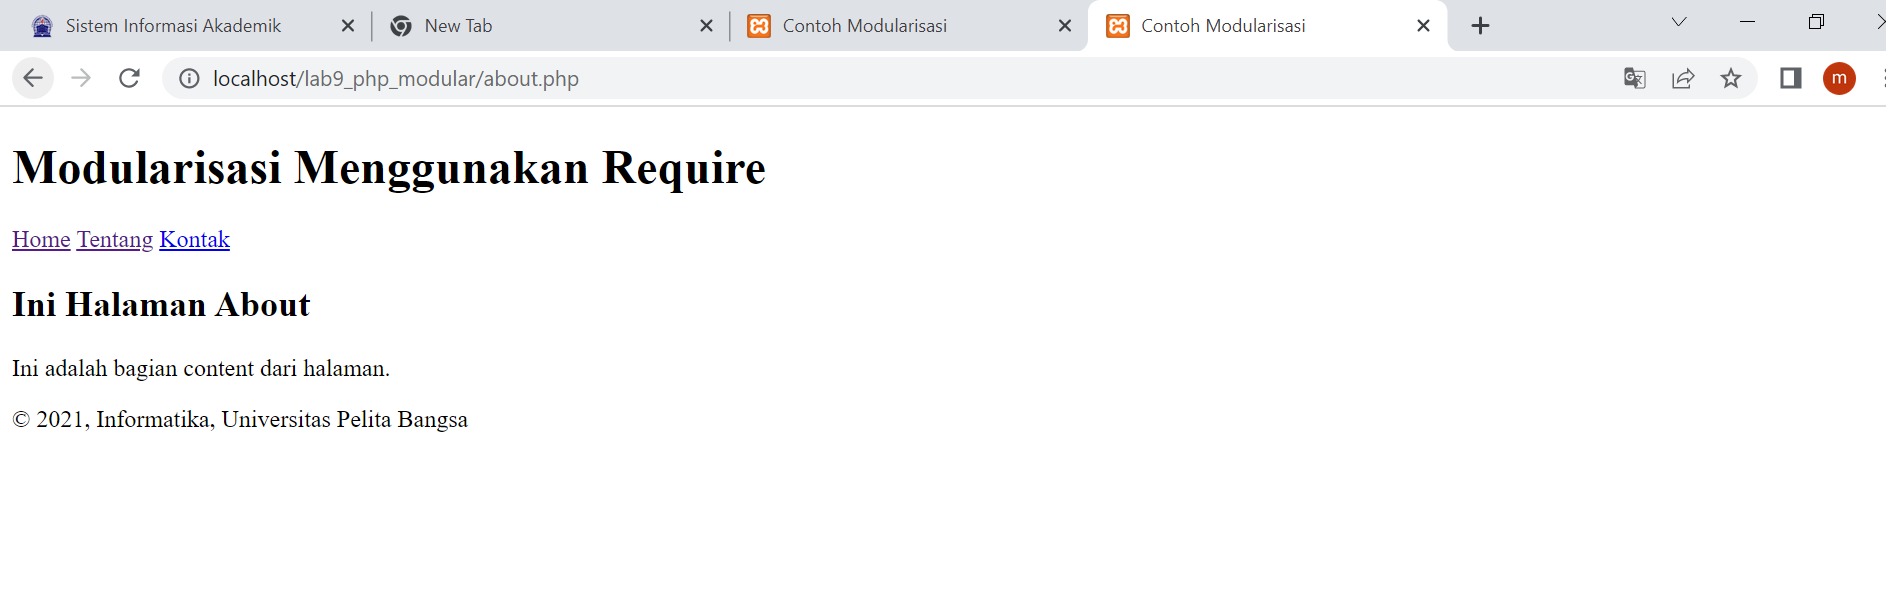 Sistem Informasi Akademik
New Tab
Contoh Modularisasi
Contoh Modularisasi
localhost/lab9_php_modular/about.php
m
Modularisasi Menggunakan Require
Home Tentang Kontak
Ini Halaman About
Ini adalah bagian content dari halaman.
© 2021, Informatika, Universitas Pelita Bangsa